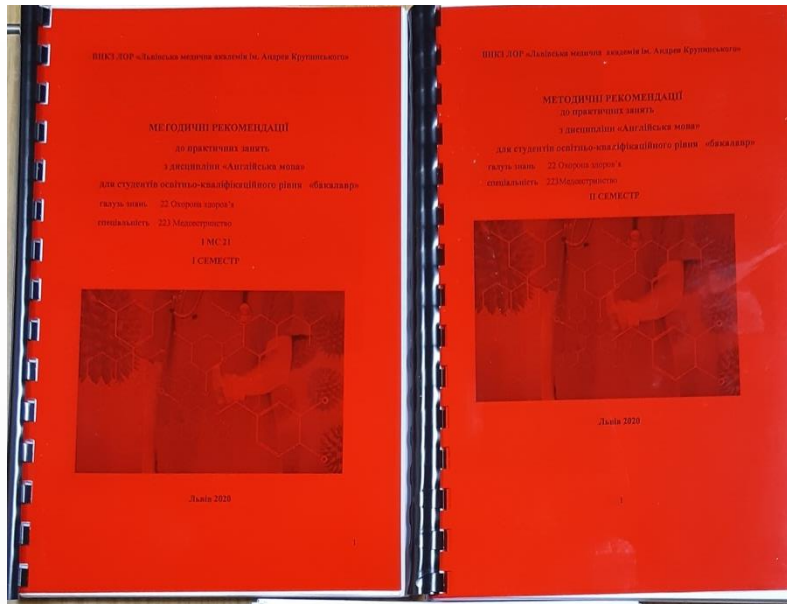 ВНКЗ ЛОР «Львівська медична академія ім. Андрея Крупинського»
МЕТОДИЧНІ РЕКОМЕНДАЦІЇ
до практичних занять
з дисципліни «Англійська мова»
для студентів освітньо-кваліфікаційного рівня «бакалавр»
галузь знань 22 Охорона здоров’я
спеціальність 223 Медсестринство
І МС 21
І СЕМЕСТР
Львів 2020
1
ВНКЗ ЛОР «Львівська медична академія ім. Андрея Крупинського»
МЕТОДИЧНІ РЕКОМЕНДАЦІЇ
до практичних занять
з дисципліни «Англійська мова»
для студентів освітньо-кваліфікаційного рівня «бакалавр»
галузь знань 22 Охорона здоров’я
спеціальність 223Медсестринство
ІІ СЕМЕСТР
Львів 2020
1